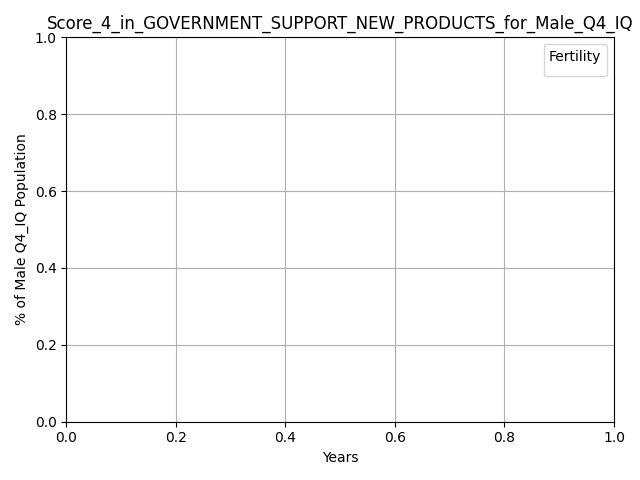 Score_4_in_GOVERNMENT_SUPPORT_NEW_PRODUCTS_for_Male_Q4_IQ
Fertility
% of Male Q4_IQ Population
1.0
0.8
0.6
0.4
0.2
0.0
0.0 0.2 0.4 0.6 0.8 1.0
Years